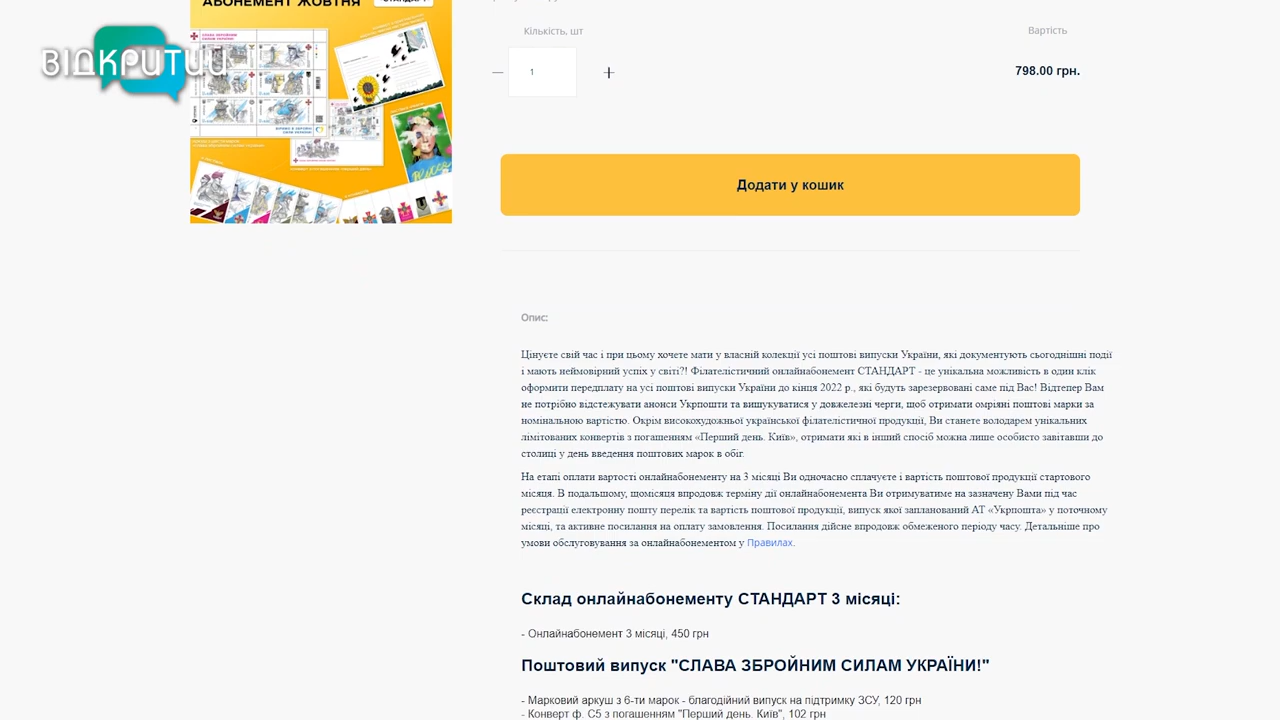 АБОНЕМЕНТ ЖОВТНЯ
СТАНДАРТ
ВІДКРИТИЙ
Кількість, шт
Вартість
1
798.00 грн.
Додати у кошик
Опис:
Цінуєте свій час і при цьому хочете мати у власній колекції усі поштові випуски України, які документують сьогоднішні події
і мають неймовірний успіх у світі?! Філателістичний онлайнабонемент СТАНДАРТ - це унікальна можливість в один клік
оформити передплату на усі поштові випуски України до кінця 2022 р., які будуть зарезервовані саме під Вас! Відтепер Вам
не потрібно відстежувати анонси Укрпошти та вишукуватися у довжелезні черги, щоб отримати омріяні поштові марки за
номінальною вартістю. Окрім високохудожньої української філателістичної продукції, Ви станете володарем унікальних
лімітованих конвертів з погашенням «Перший день. Київ», отримати які в інший спосіб можна лише особисто завітавши до
столиці у день введення поштових марок в обіг.
На етапі оплати вартості онлайнабонементу на 3 місяці Ви одночасно сплачуєте і вартість поштової продукції стартового
місяця. В подальшому, щомісяця впродовж терміну дії онлайнабонемента Ви отримуватиме на зазначену Вами під час
реєстрації електронну пошту перелік та вартість поштової продукції, випуск якої запланований АТ «Укрпошта» у поточному
місяці, та активне посилання на оплату замовлення. Посилання дійсне впродовж обмеженого періоду часу. Детальніше про
умови обслуговування за онлайнабонементом у Правилах.
Склад онлайнабонементу СТАНДАРТ 3 місяці:
- Онлайнабонемент 3 місяці, 450 грн
Поштовий випуск "СЛАВА ЗБРОЙНИМ СИЛАМ УКРАЇНИ!"
- Марковий аркуш з 6-ти марок - благодійний випуск на підтримку ЗСУ, 120 грн
- Конверт ф. С5 з погашенням "Перший день. Київ", 102 грн